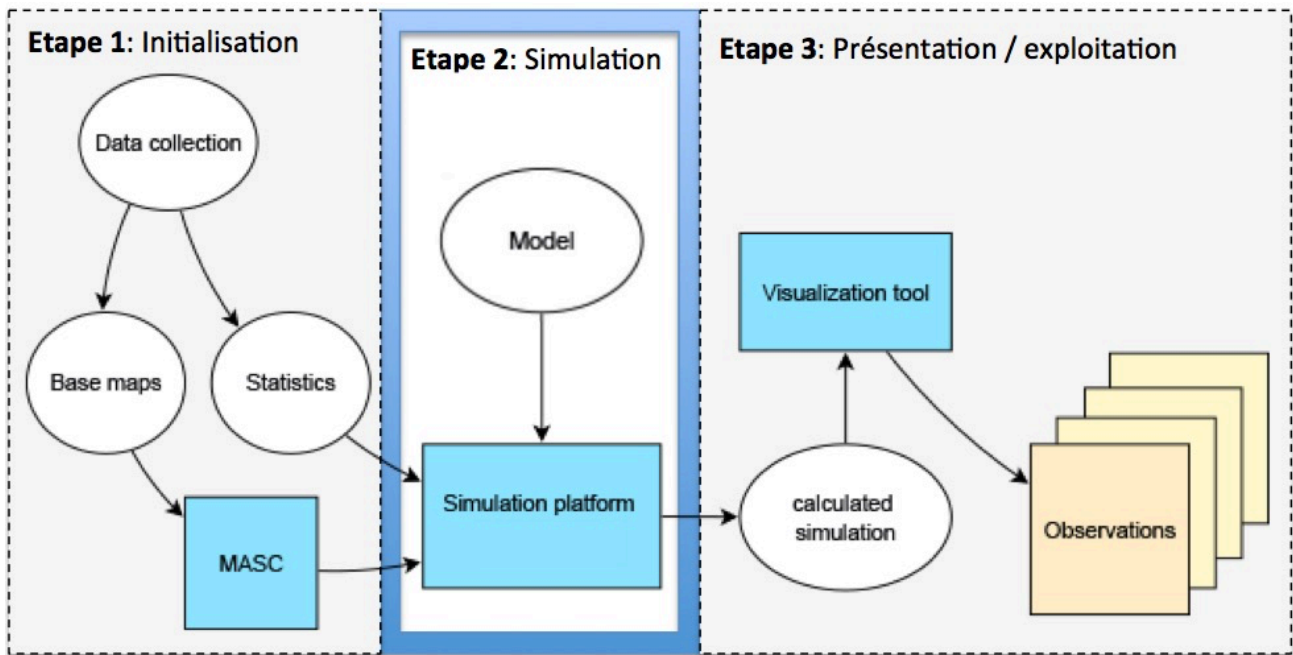 Etape 1: Initialisation
Data collection
Base maps
Statistics
MASC
Etape 2: Simulation
Model
Simulation platform
Etape 3: Présentation / exploitation
Visualization tool
calculated
simulation
Observations